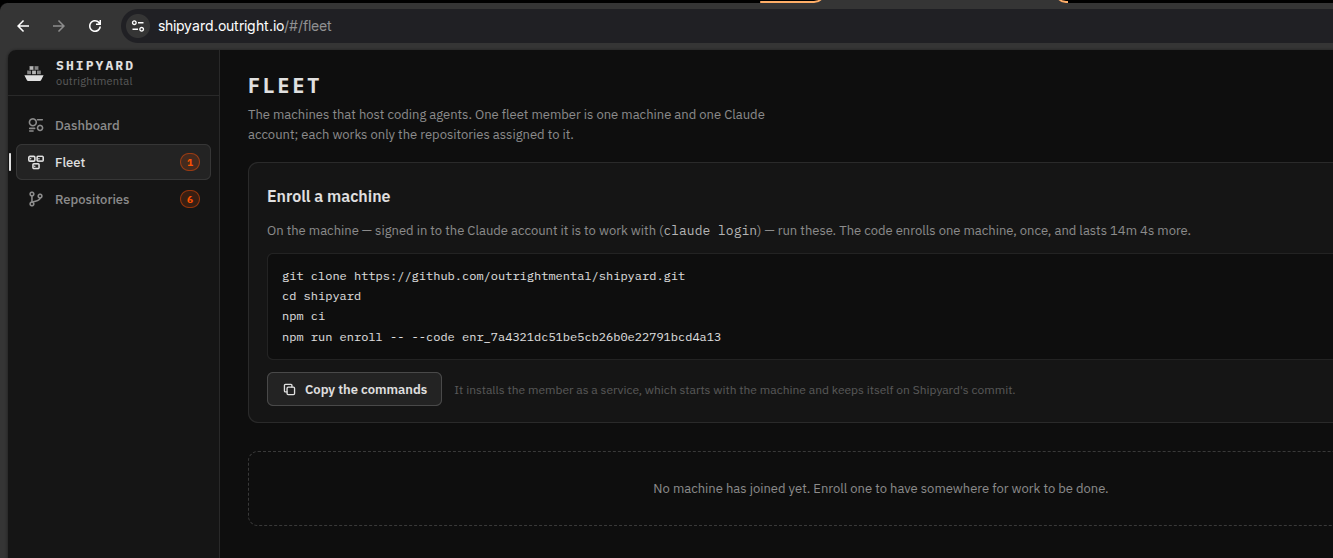 shipyard.outright.io/#/fleet
SHIPYARD
outrightmental
Dashboard
Fleet 1
Repositories 6
FLEET
The machines that host coding agents. One fleet member is one machine and one Claude
account; each works only the repositories assigned to it.
Enroll a machine
On the machine — signed in to the Claude account it is to work with (claude login) — run these. The code enrolls one machine, once, and lasts 14m 4s more.
git clone https://github.com/outrightmental/shipyard.git
cd shipyard
npm ci
npm run enroll -- --code enr_7a4321dc51be5cb26b0e22791bcd4a13
Copy the commands
It installs the member as a service, which starts with the machine and keeps itself on Shipyard's commit.
No machine has joined yet. Enroll one to have somewhere for work to be done.